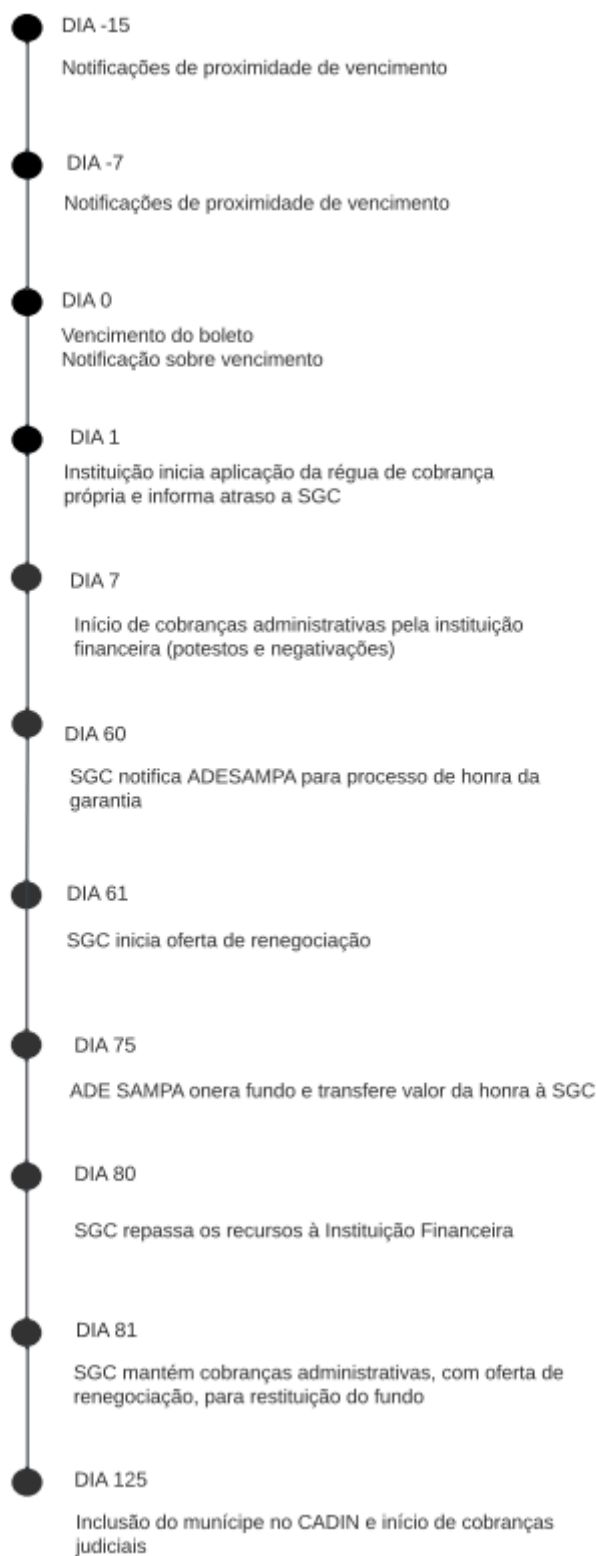 DIA -15
Notificações de proximidade de vencimento
DIA -7
Notificações de proximidade de vencimento
DIA 0
Vencimento do boleto
Notificação sobre vencimento
DIA 1
Instituição inicia aplicação da régua de cobrança
própria e informa atraso a SGC
DIA 7
Início de cobranças administrativas pela instituição
financeira (potestos e negativações)
DIA 60
SGC notifica ADESAMPA para processo de honra da
garantia
DIA 61
SGC inicia oferta de renegociação
DIA 75
ADE SAMPA onera fundo e transfere valor da honra à SGC
DIA 80
SGC repassa os recursos à Instituição Financeira
DIA 81
SGC mantém cobranças administrativas, com oferta de
renegociação, para restituição do fundo
DIA 125
Inclusão do munícipe no CADIN e início de cobranças
judiciais